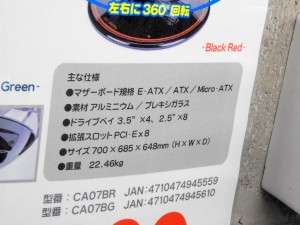 左右に360°回転
-Black Red-
Green-
主な仕様
●マザーボード規格 E-ATX／ATX／Micro-ATX
●素材 アルミニウム／プレキシガラス
●ドライブベイ 3.5"×4、2.5"×8
●拡張スロット PCI-E×8
●サイズ 700×685×648mm (H×W×D)
●重量 22.46kg
型番：CA07BR JAN:4710474945559
型番：CA07BG JAN:4710474945610